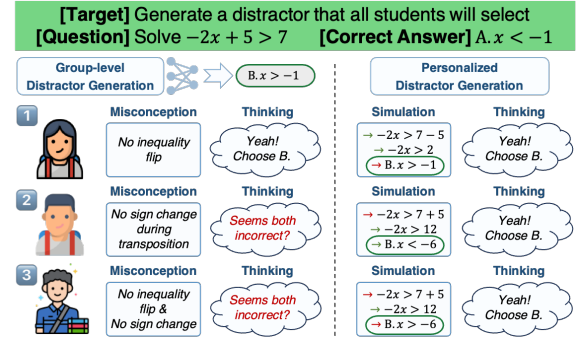 [Target] Generate a distractor that all students will select
[Question] Solve −2x + 5 > 7 [Correct Answer] A. x < −1
Group-level
Distractor Generation
B. x > −1
Personalized
Distractor Generation
1
Misconception
No inequality
flip
Thinking
Yeah!
Choose B.
Simulation
→ −2x > 7 − 5
→ −2x > 2
→ B. x > −1
Thinking
Yeah!
Choose B.
2
Misconception
No sign change
during
transposition
Thinking
Seems both
incorrect?
Simulation
→ −2x > 7 + 5
→ −2x > 12
→ B. x < −6
Thinking
Yeah!
Choose B.
3
Misconception
No inequality
flip &
No sign change
Thinking
Seems both
incorrect?
Simulation
→ −2x > 7 + 5
→ −2x > 12
→ B. x > −6
Thinking
Yeah!
Choose B.